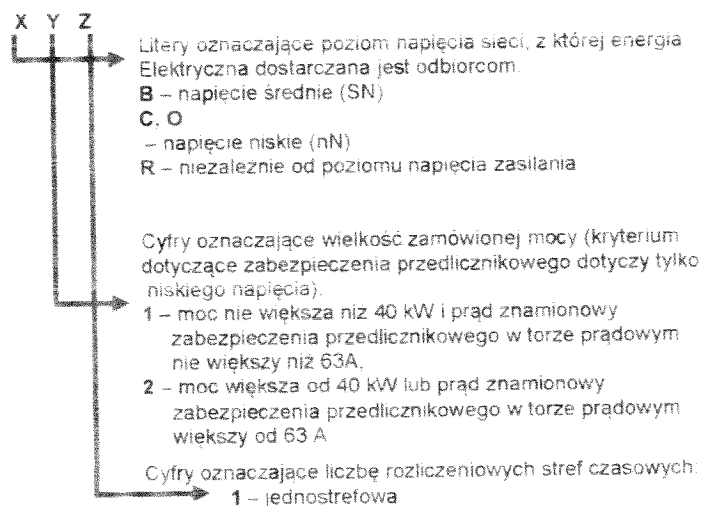 X Y Z
Litery oznaczające poziom napięcia sieci, z której energia
Elektryczna dostarczana jest odbiorcom.
B – napięcie średnie (SN)
C, O
– napięcie niskie (nN)
R – niezależnie od poziomu napięcia zasilania
Cyfry oznaczające wielkość zamówionej mocy (kryterium
dotyczące zabezpieczenia przedlicznikowego dotyczy tylko
niskiego napięcia):
1 – moc nie większa niż 40 kW i prąd znamionowy
zabezpieczenia przedlicznikowego w torze prądowym
nie większy niż 63A,
2 – moc większa od 40 kW lub prąd znamionowy
zabezpieczenia przedlicznikowego w torze prądowym
większy od 63 A
Cyfry oznaczające liczbę rozliczeniowych stref czasowych:
1 – jednostrefowa